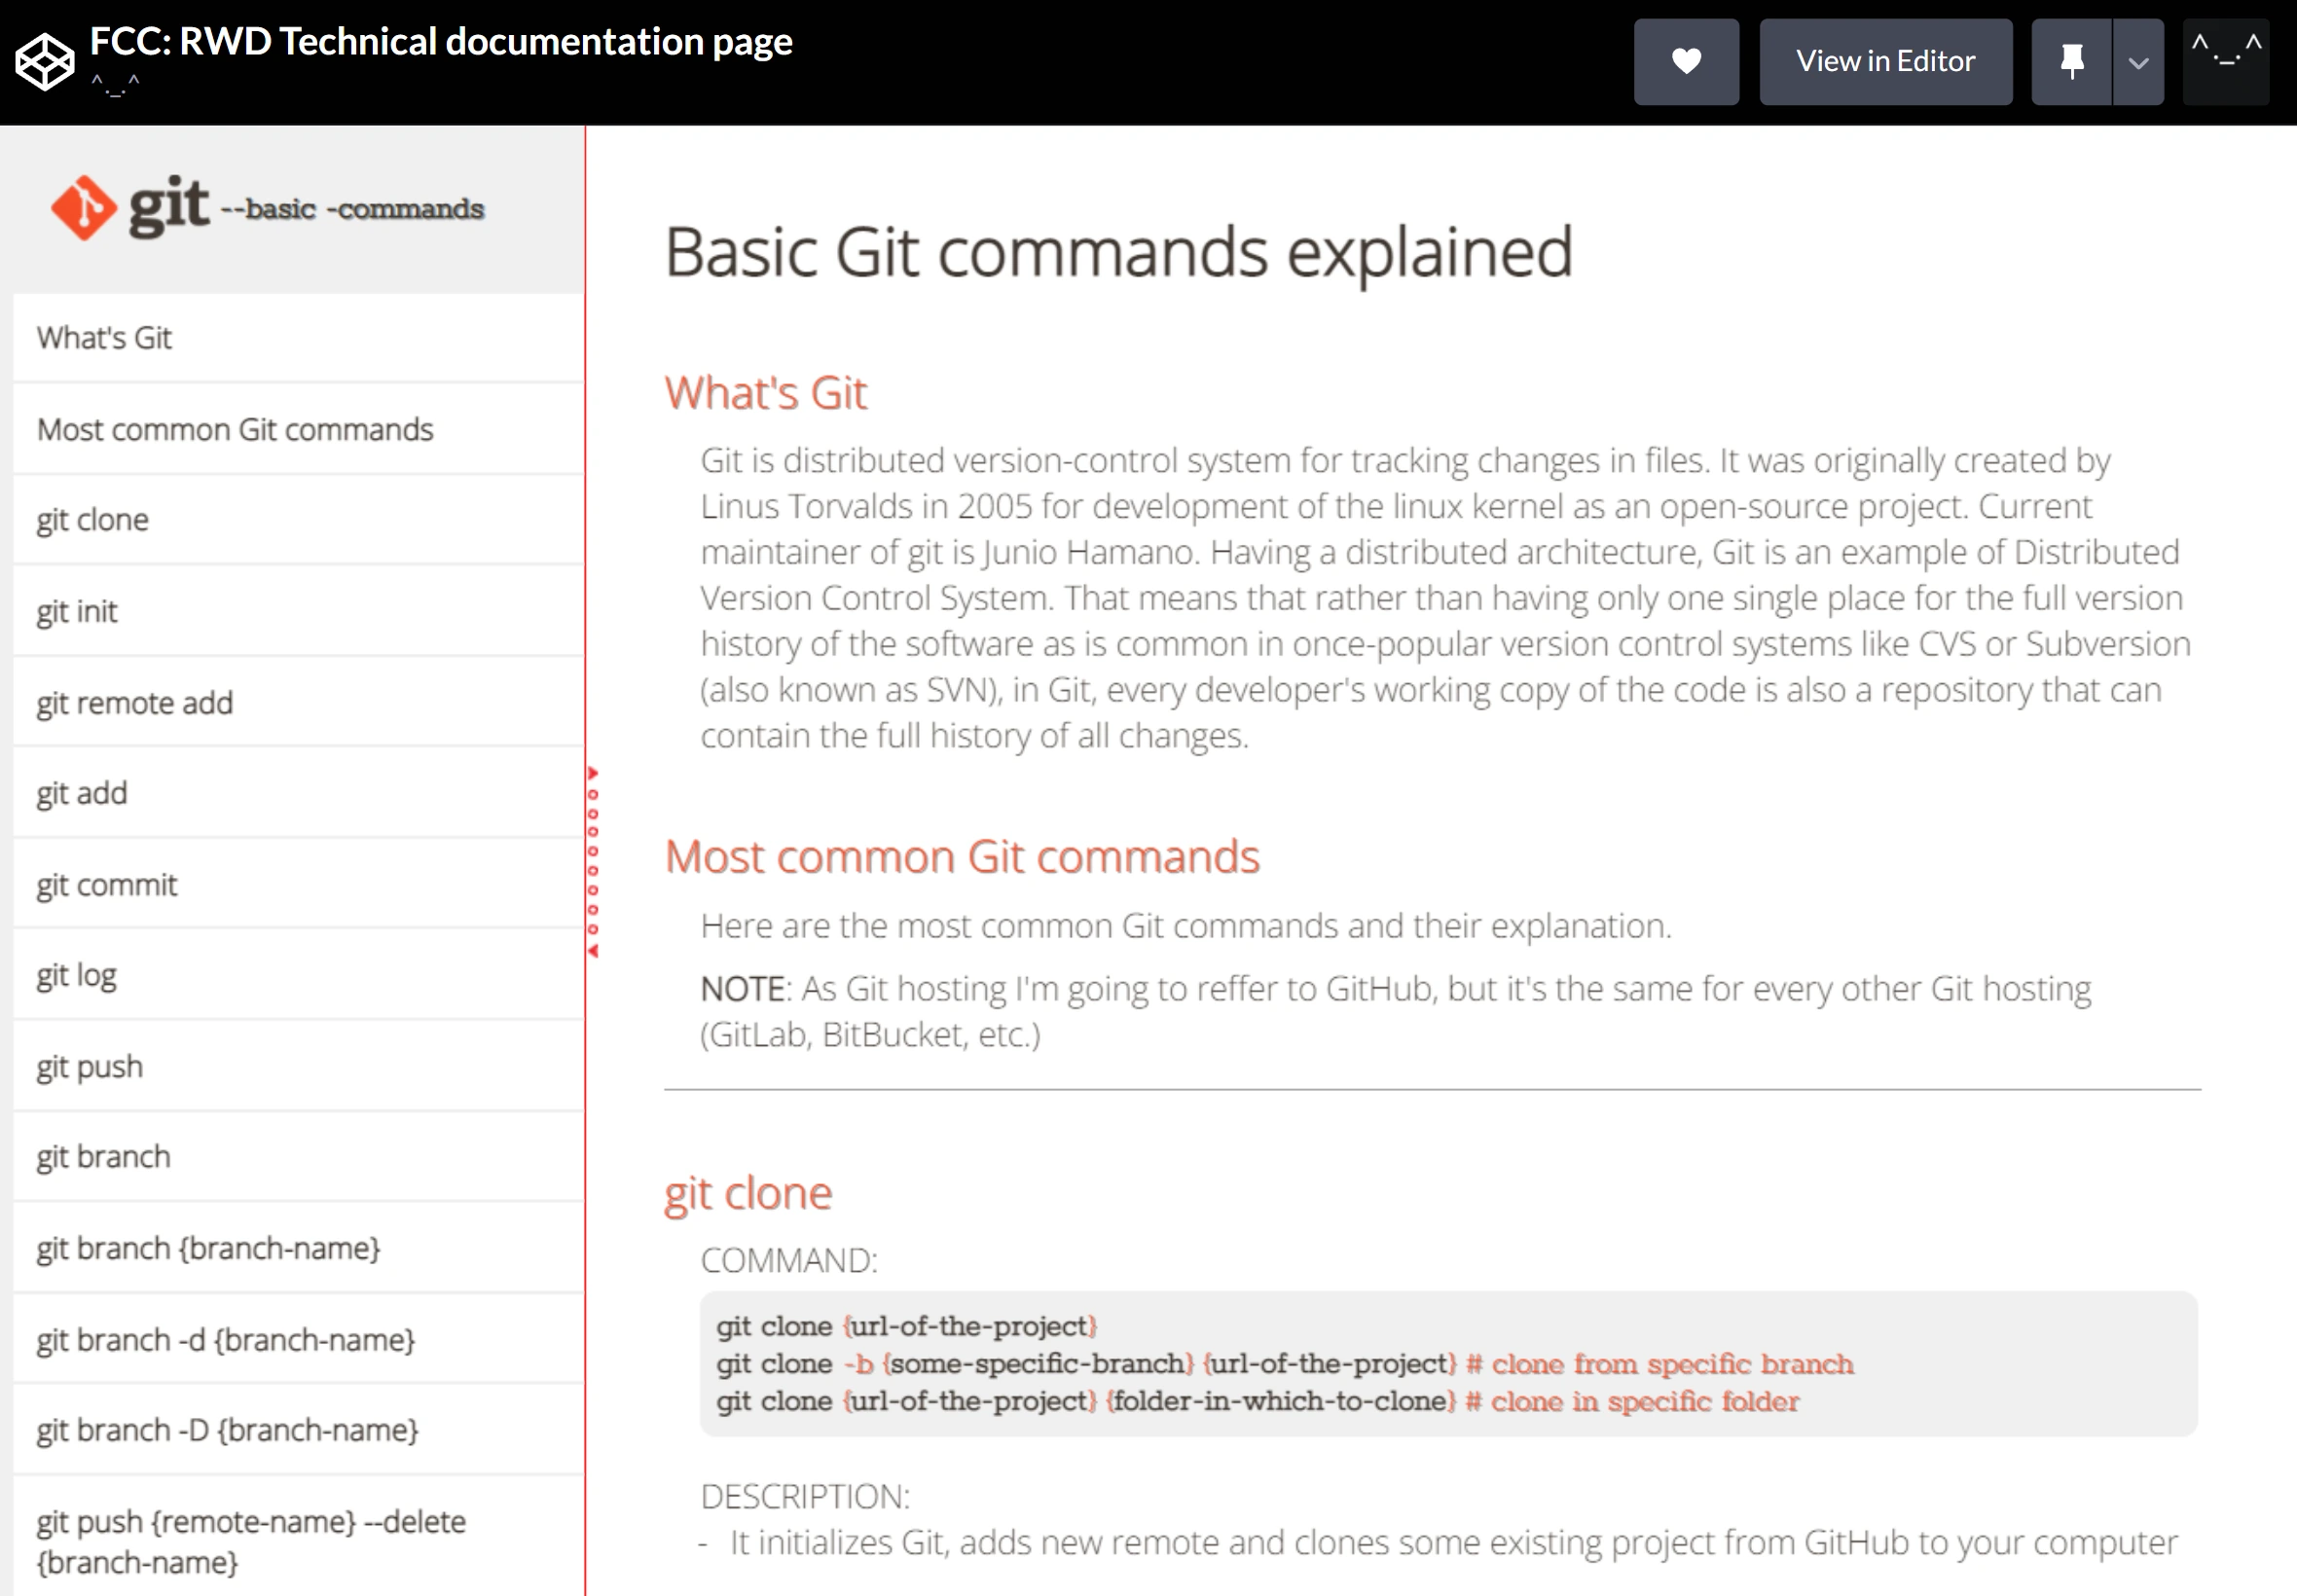 FCC: RWD Technical documentation page
^._.^
View in Editor
^._.^
git --basic -commands
What's Git
Most common Git commands
git clone
git init
git remote add
git add
git commit
git log
git push
git branch
git branch {branch-name}
git branch -d {branch-name}
git branch -D {branch-name}
git push {remote-name} --delete
{branch-name}
Basic Git commands explained
What's Git
Git is distributed version-control system for tracking changes in files. It was originally created by
Linus Torvalds in 2005 for development of the linux kernel as an open-source project. Current
maintainer of git is Junio Hamano. Having a distributed architecture, Git is an example of Distributed
Version Control System. That means that rather than having only one single place for the full version
history of the software as is common in once-popular version control systems like CVS or Subversion
(also known as SVN), in Git, every developer's working copy of the code is also a repository that can
contain the full history of all changes.
Most common Git commands
Here are the most common Git commands and their explanation.
NOTE: As Git hosting I'm going to reffer to GitHub, but it's the same for every other Git hosting
(GitLab, BitBucket, etc.)
git clone
COMMAND:
git clone {url-of-the-project}
git clone -b {some-specific-branch} {url-of-the-project} # clone from specific branch
git clone {url-of-the-project} {folder-in-which-to-clone} # clone in specific folder
DESCRIPTION:
- It initializes Git, adds new remote and clones some existing project from GitHub to your computer